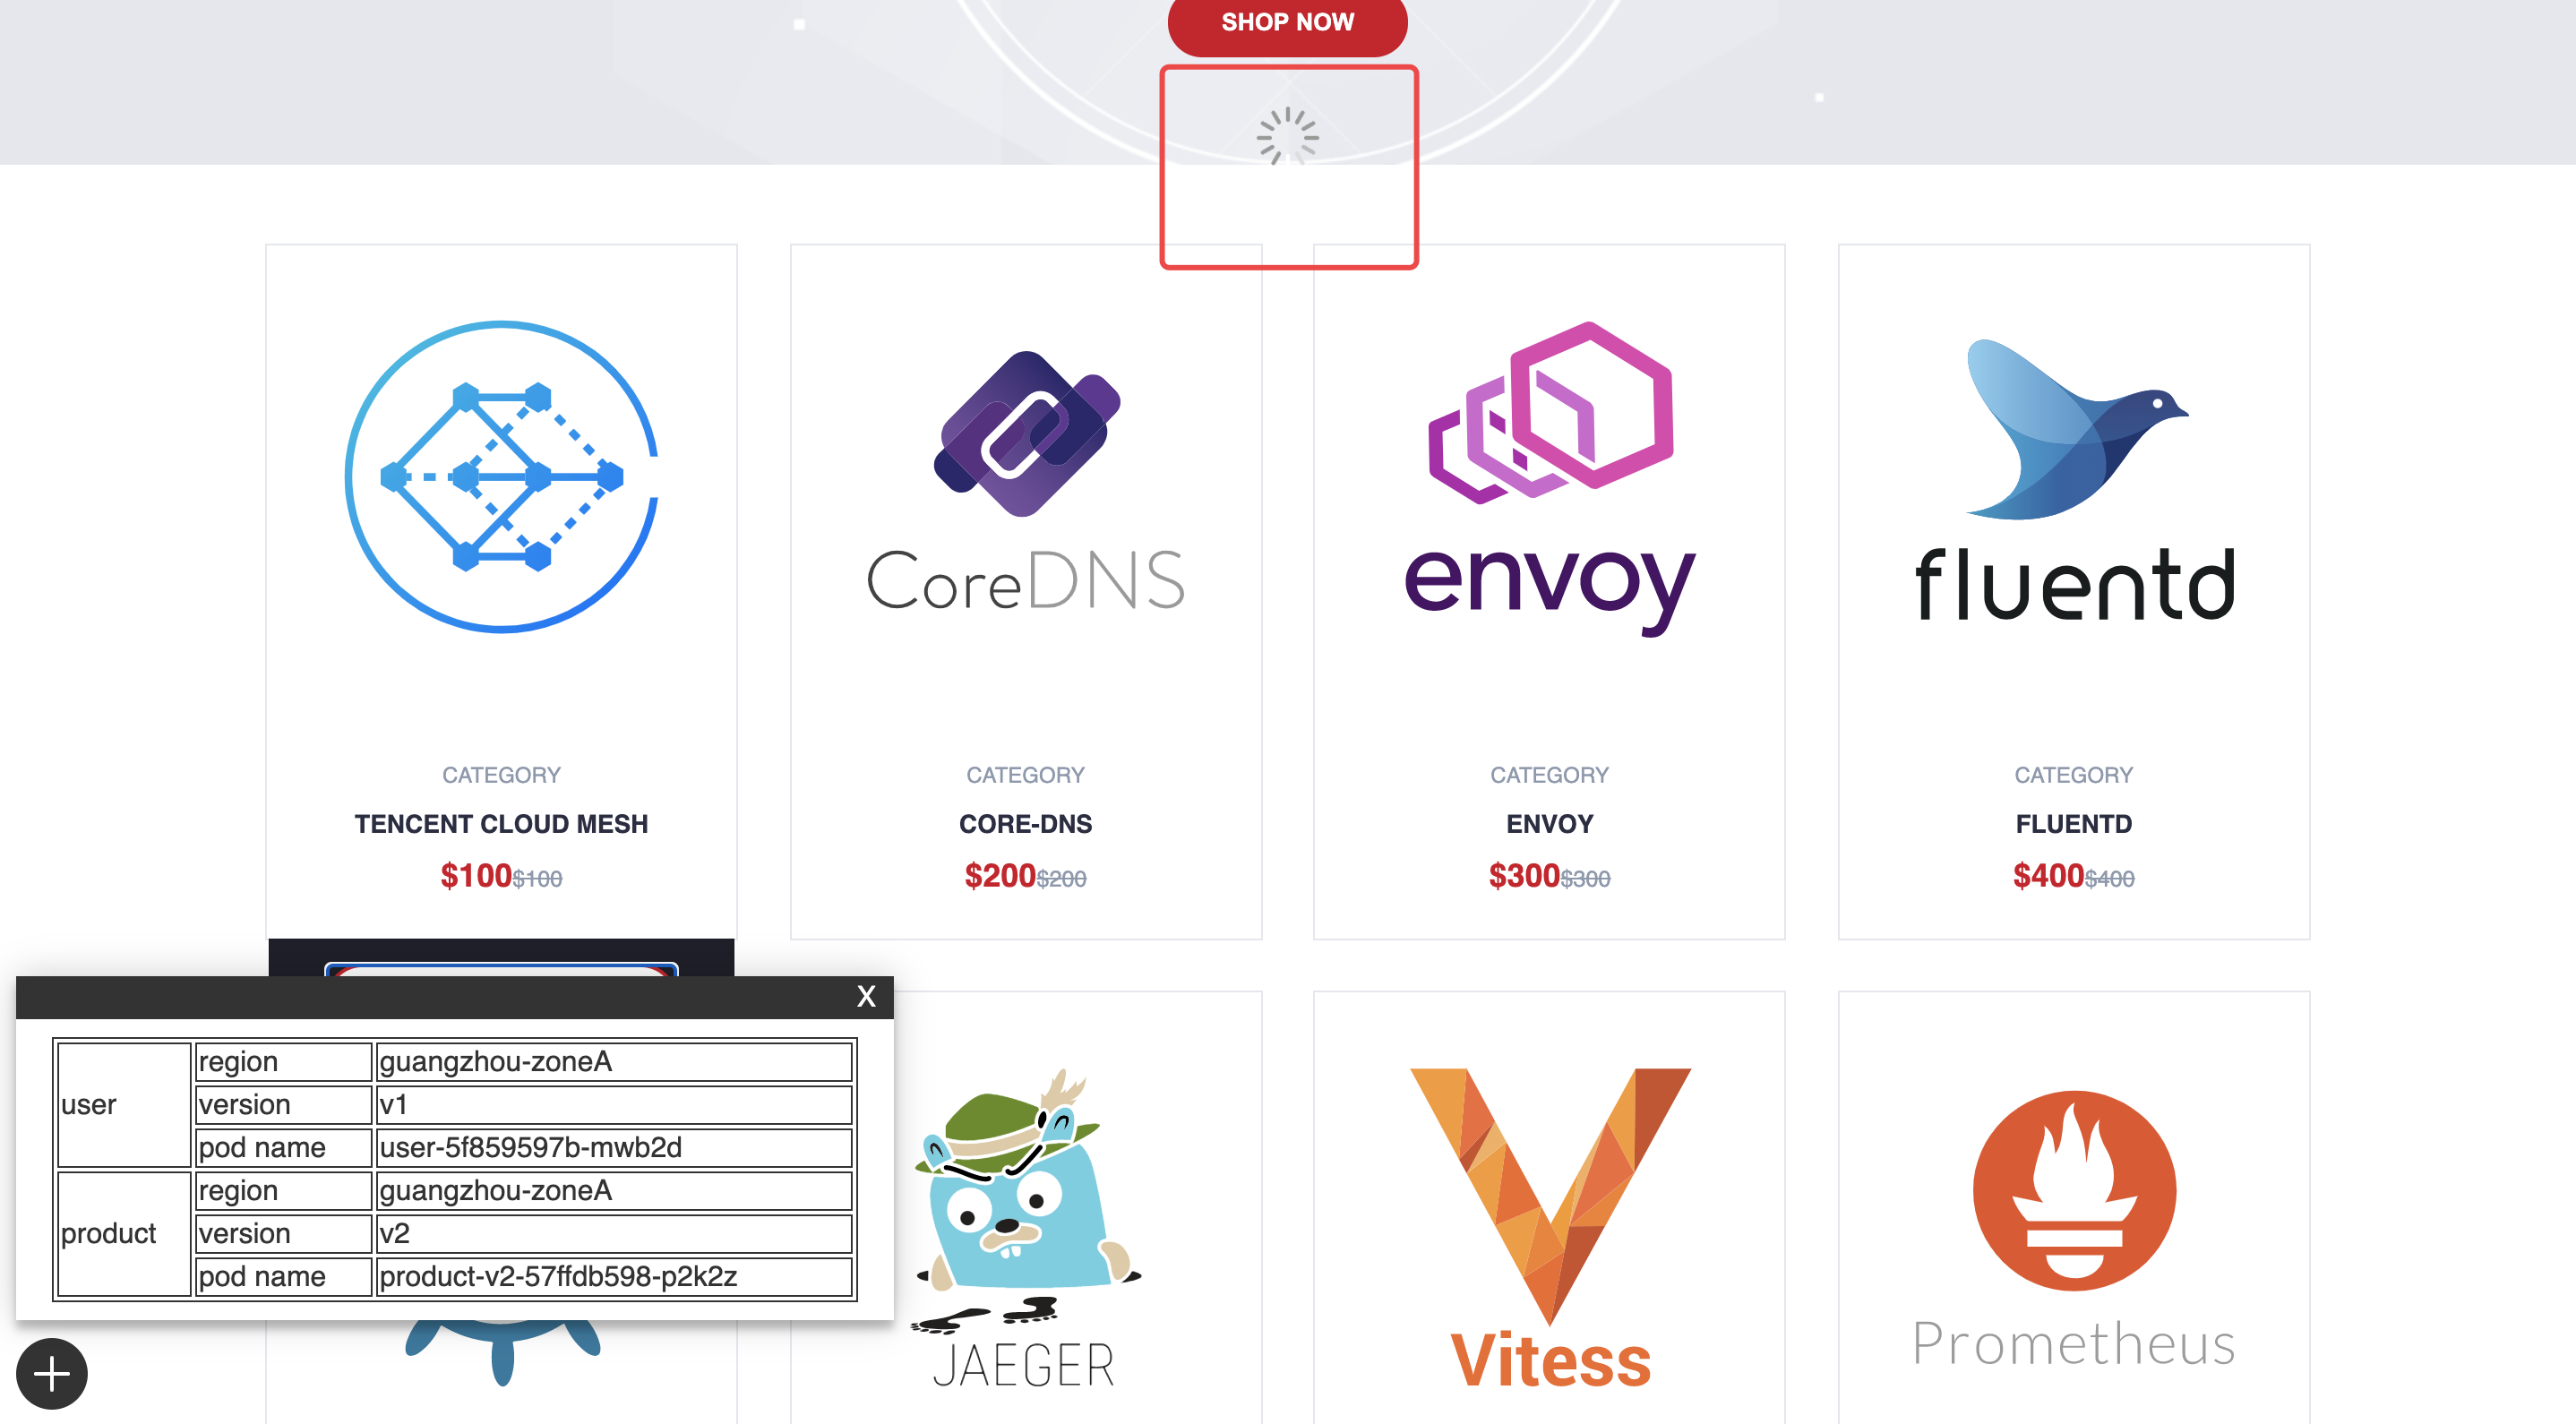 SHOP NOW
CoreDNS
envoy
fluentd
CATEGORY
TENCENT CLOUD MESH
$100$100
CATEGORY
CORE-DNS
$200$200
CATEGORY
ENVOY
$300$300
CATEGORY
FLUENTD
$400$400
X
user
region guangzhou-zoneA
version v1
pod name user-5f859597b-mwb2d
product
region guangzhou-zoneA
version v2
pod name product-v2-57ffdb598-p2k2z
JAEGER
Vitess
Prometheus